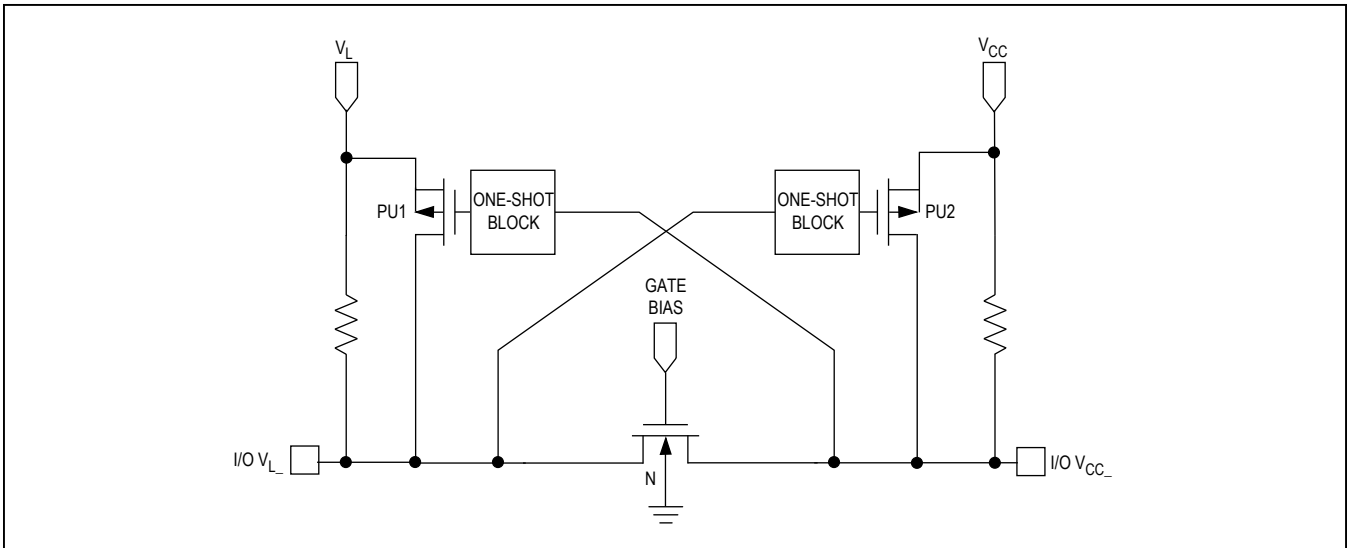 V_L
V_CC
PU1
ONE-SHOT
BLOCK
ONE-SHOT
BLOCK
PU2
GATE
BIAS
I/O V_L_
N
I/O V_CC_